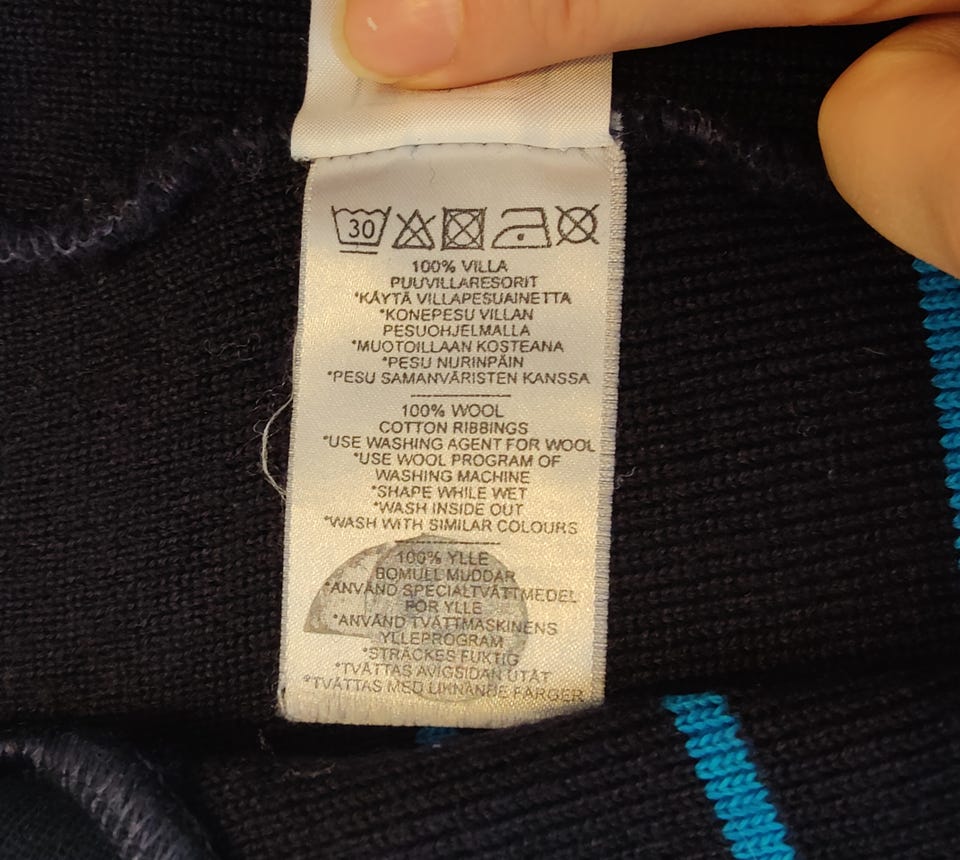 30
100% VILLA
PUUVILLARESORIT
*KÄYTÄ VILLAPESUAINETTA
*KONEPESU VILLAN
PESUOHJELMALLA
*MUOTOILLAAN KOSTEANA
*PESU NURINPÄIN
*PESU SAMANVÄRISTEN KANSSA
100% WOOL
COTTON RIBBINGS
*USE WASHING AGENT FOR WOOL
*USE WOOL PROGRAM OF
WASHING MACHINE
*SHAPE WHILE WET
*WASH INSIDE OUT
*WASH WITH SIMILAR COLOURS
100% YLLE
BOMULL MUDDAR
*ANVÄND SPECIALTVÄTTMEDEL
FÖR YLLE
*ANVÄND TVÄTTMASKINENS
YLLEPROGRAM
*STRÄCKES FUKTIG
*TVÄTTAS AVIGSIDAN UTÅT
*TVÄTTAS MED LIKNANDE FÄRGER